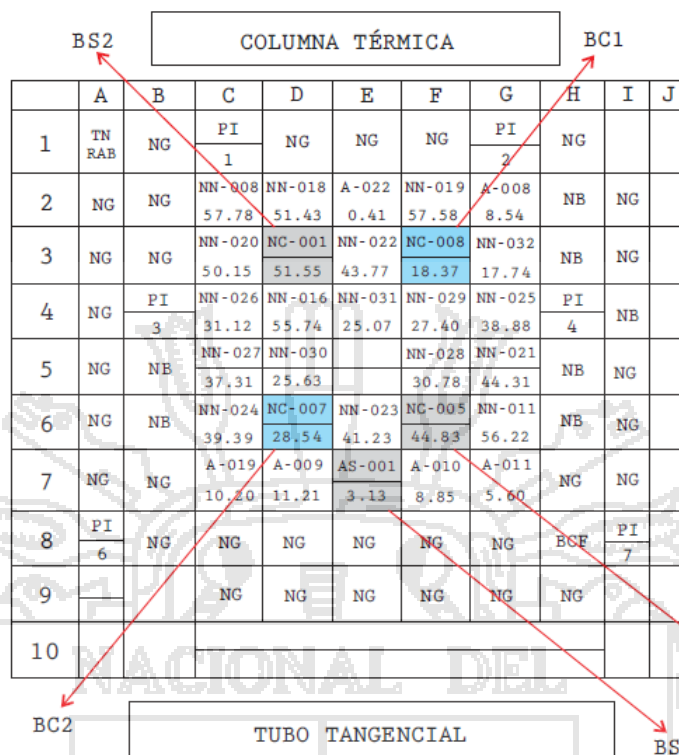 BS2 COLUMNA TÉRMICA BC1
A B C D E F G H I J
1 TN RAB NG PI 1 NG NG NG PI 2 NG
2 NG NG NN-008 57.78 NN-018 51.43 A-022 0.41 NN-019 57.58 A-008 8.54 NB NG
3 NG NG NN-020 50.15 NC-001 51.55 NN-022 43.77 NC-008 18.37 NN-032 17.74 NB NG
4 NG PI 3 NN-026 31.12 NN-016 55.74 NN-031 25.07 NN-029 27.40 NN-025 38.88 PI 4 NB
5 NG NB NN-027 37.31 NN-030 25.63 NN-028 30.78 NN-021 44.31 NB NG
6 NG NB NN-024 39.39 NC-007 28.54 NN-023 41.23 NC-005 44.83 NN-011 56.22 NB NG
7 NG NG A-019 10.20 A-009 11.21 AS-001 3.13 A-010 8.85 A-011 5.60 NG NG
8 PI 6 NG NG NG NG NG NG BCF PI 7
9 NG NG NG NG NG NG
10
NACIONAL DEL
BC2 TUBO TANGENCIAL BS